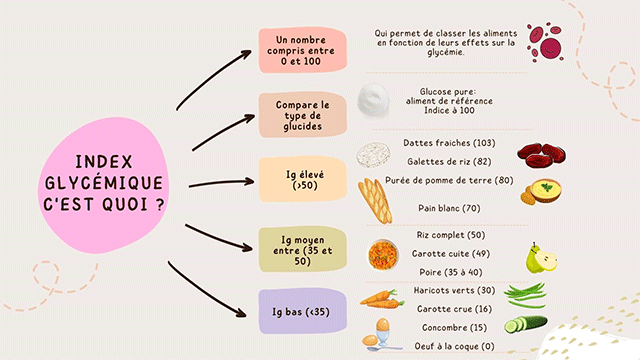 INDEX
GLYCÉMIQUE
C'EST QUOI ?
Un nombre
compris entre
0 et 100
Qui permet de classer les aliments
en fonction de leurs effets sur la
glycémie.
Compare le
type de
glucides
Glucose pure:
aliment de référence
Indice à 100
Ig élevé
(>50)
Dattes fraiches (103)
Galettes de riz (82)
Purée de pomme de terre (80)
Pain blanc (70)
Ig moyen
entre (35 et
50)
Riz complet (50)
Carotte cuite (49)
Poire (35 à 40)
Ig bas (<35)
Haricots verts (30)
Carotte crue (16)
Concombre (15)
Oeuf à la coque (0)